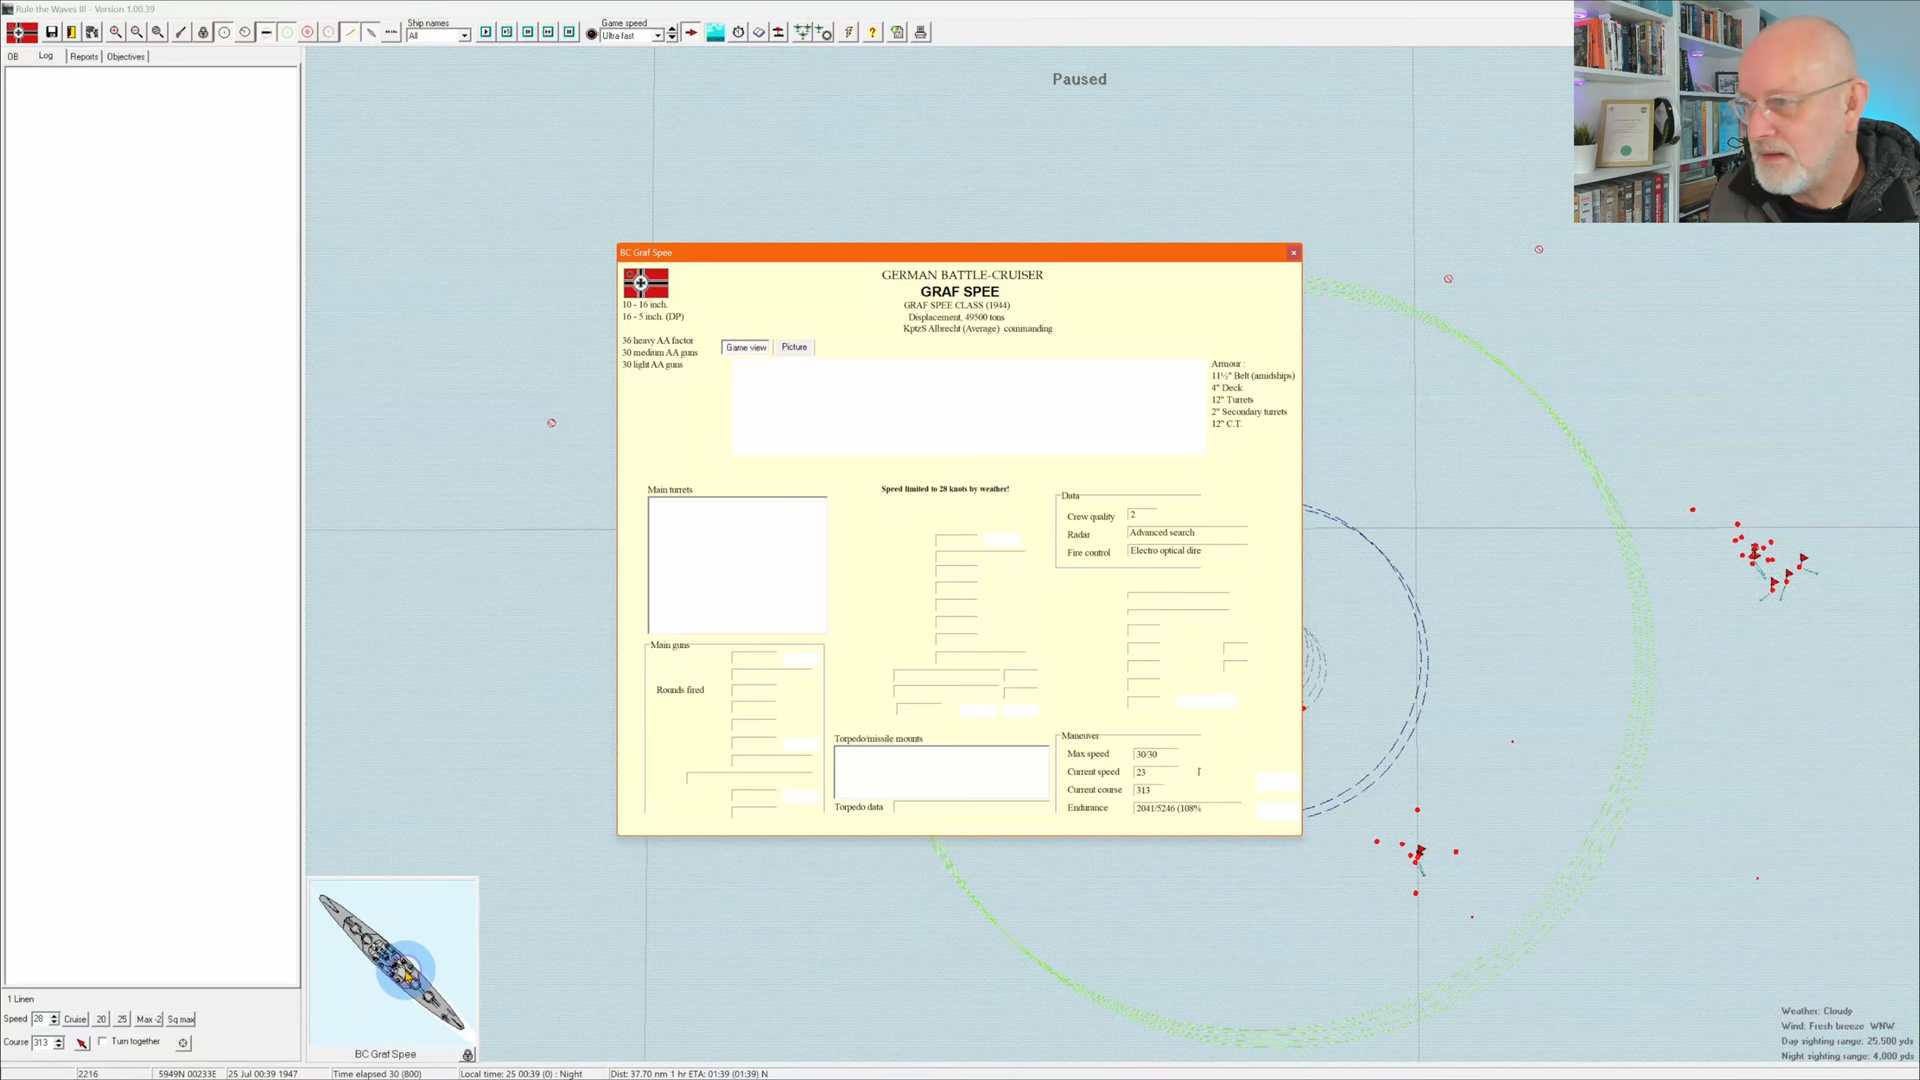 Rule the Waves III - Version 1.00.39
Ship names
All
Game speed
Ultra fast
OB
Log
Reports
Objectives
Paused
BC Graf Spee
GERMAN BATTLE-CRUISER
GRAF SPEE
GRAF SPEE CLASS (1944)
Displacement, 49500 tons
KptzS Albrecht (Average) commanding
10 - 16 inch.
16 - 5 inch. (DP)
36 heavy AA factor
30 medium AA guns
30 light AA guns
Game view
Picture
Armour :
11½" Belt (amidships)
4" Deck
12" Turrets
2" Secondary turrets
12" C.T.
Main turrets
Speed limited to 28 knots by weather!
Data
Crew quality 2
Radar Advanced search
Fire control Electro optical dire
Main guns
Rounds fired
Torpedo/missile mounts
Torpedo data
Maneuver
Max speed 30/30
Current speed 23
Current course 313
Endurance 2041/5246 (108%
1 Linen
Speed 28 Cruise 20 25 Max -2 Sq max
Course 313 Turn together
BC Graf Spee
Weather: Cloudy
Wind: Fresh breeze WNW
Day sighting range: 25,500 yds
Night sighting range: 4,000 yds
2216 5949N 00233E 25 Jul 00:39 1947 Time elapsed 30 (800) Local time: 25 00:39 (0) : Night Dist: 37.70 nm 1 hr ETA: 01:39 (01:39) N